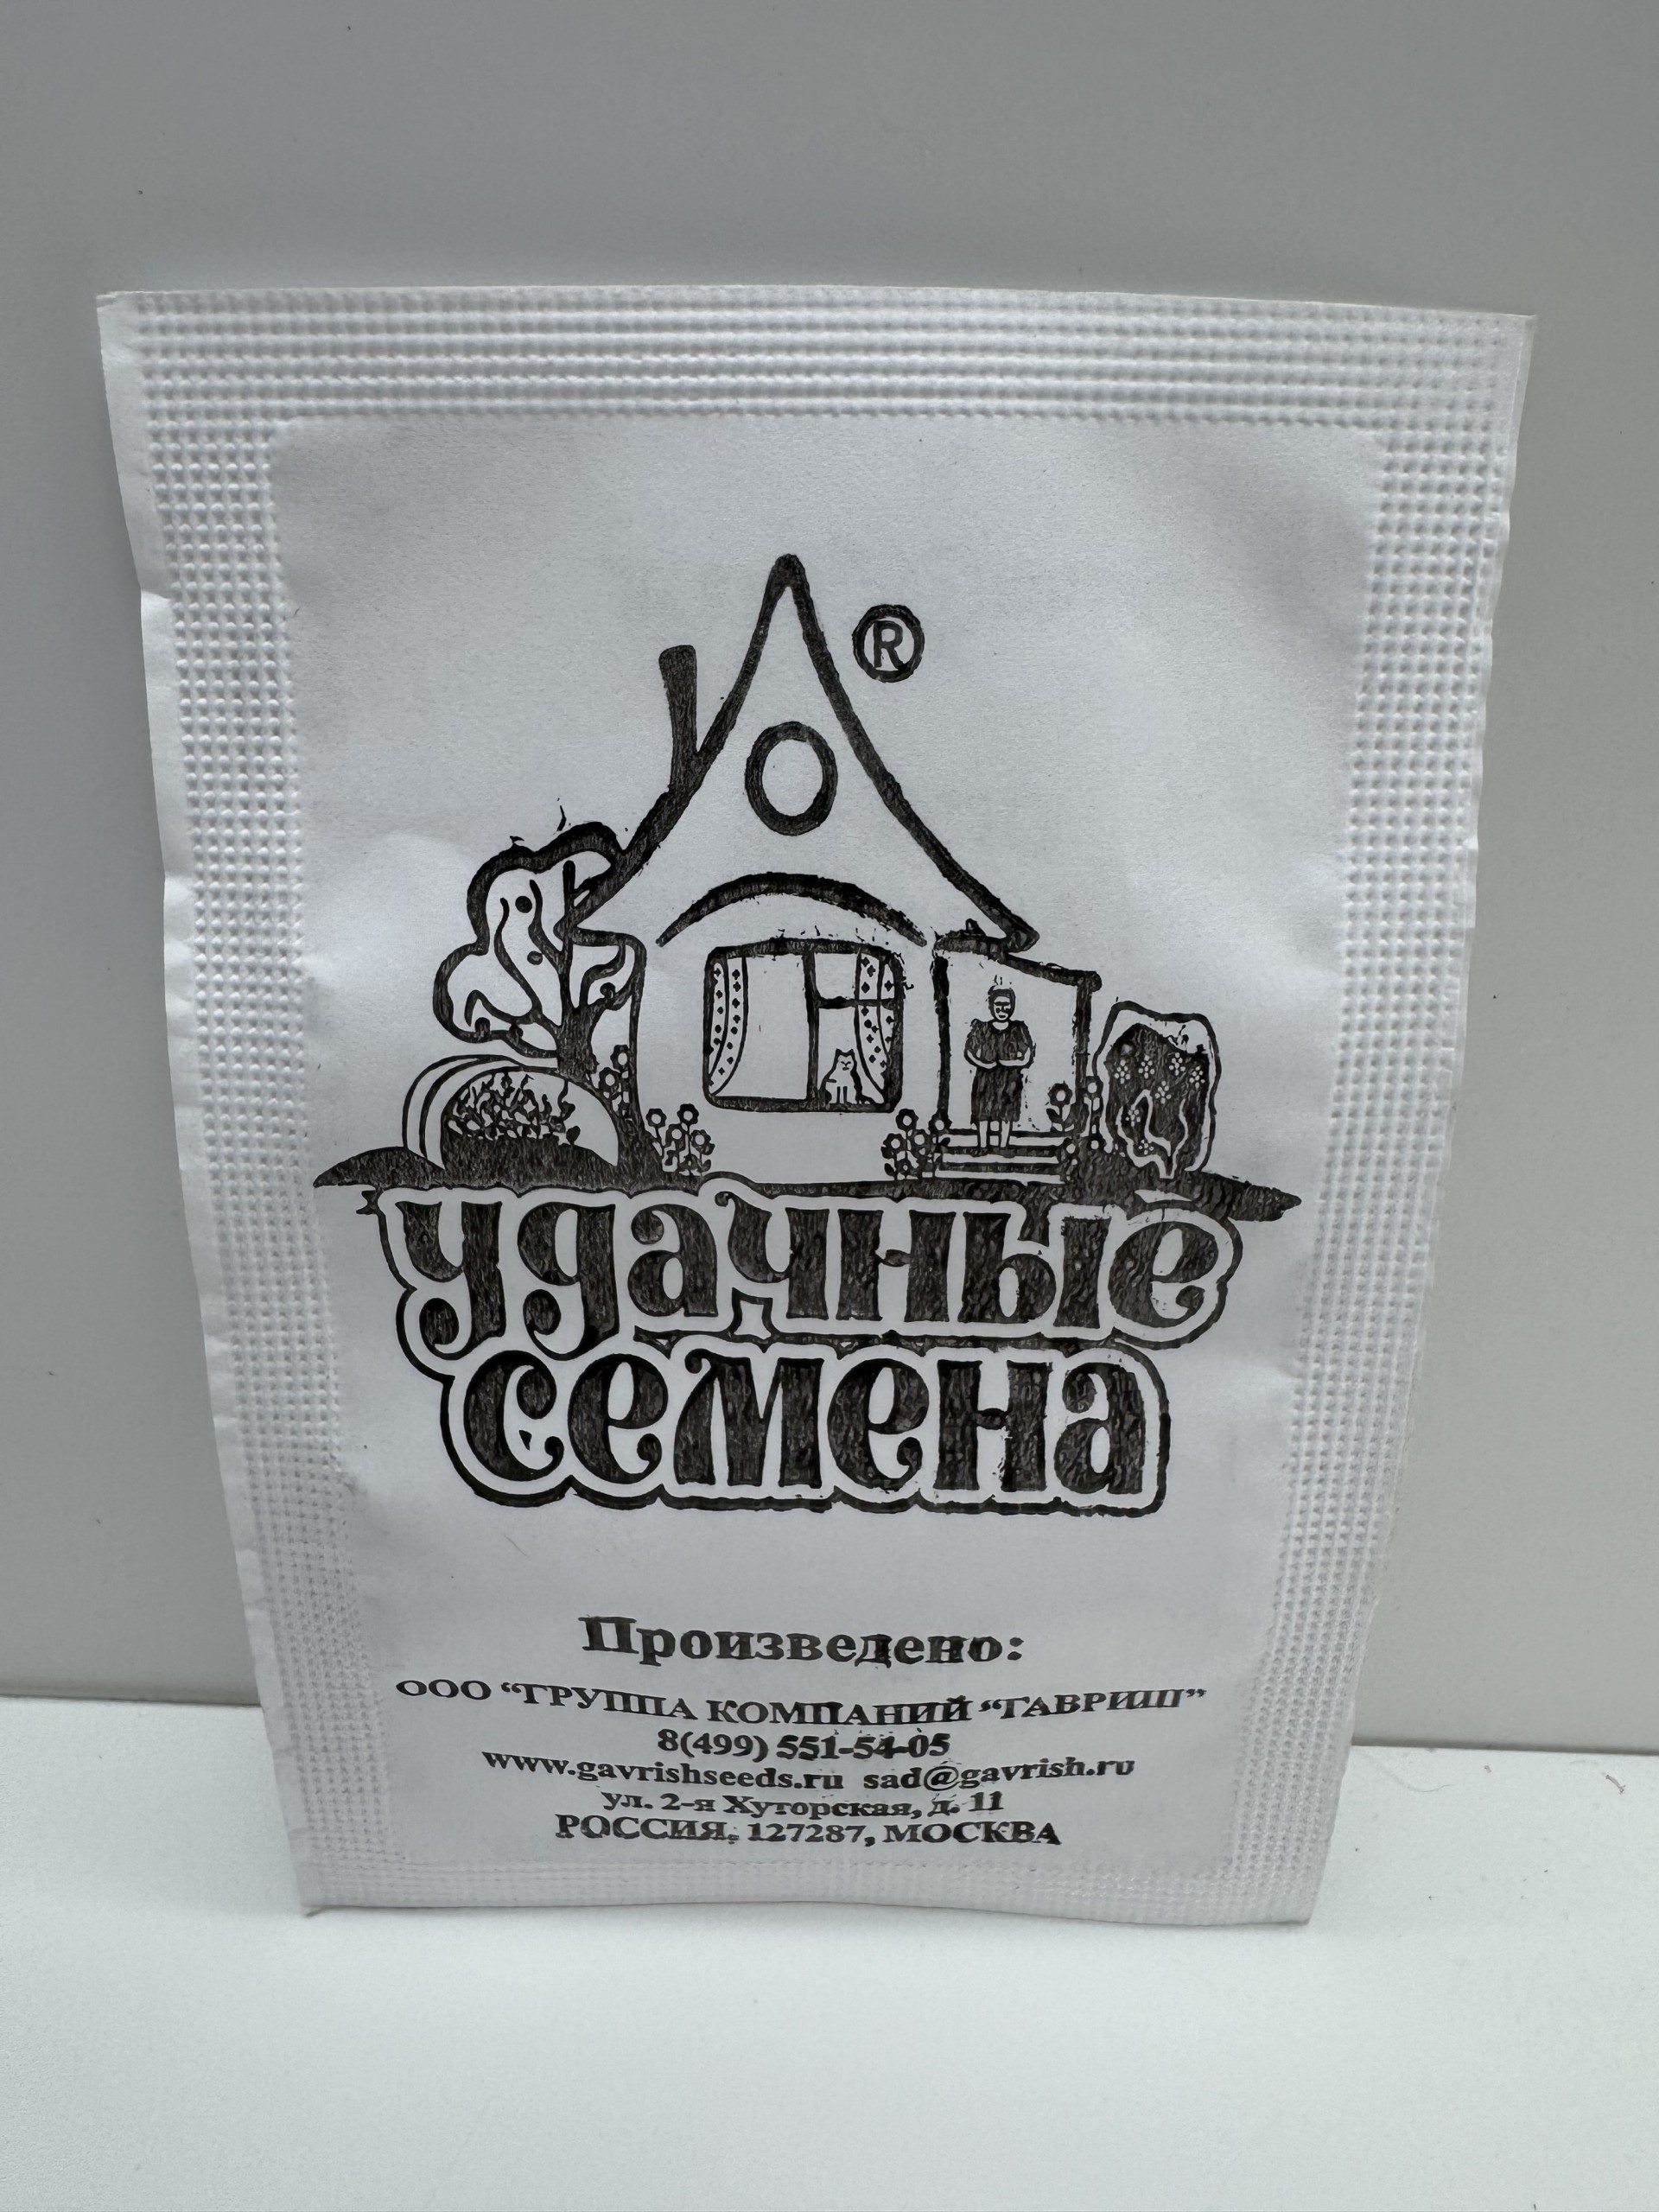 ®
удачные
семена
Произведено:
ООО “ГРУППА КОМПАНИЙ “ГАВРИШ”
8(499) 551-54-05
www.gavrishseeds.ru sad@gavrish.ru
ул. 2-я Хуторская, д. 11
РОССИЯ, 127287, МОСКВА